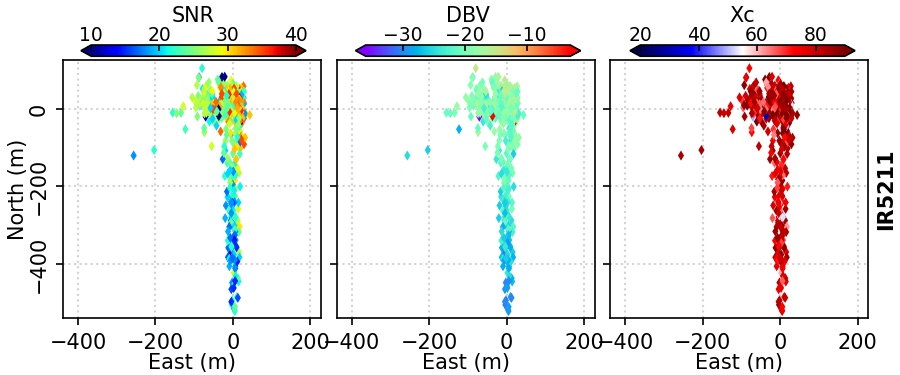 SNR DBV Xc
10 20 30 40 −30 −20 −10 20 40 60 80
0
−200
−400
North (m)
IR5211
−400 −200 0 200 −400 −200 0 200 −400 −200 0 200
East (m) East (m) East (m)